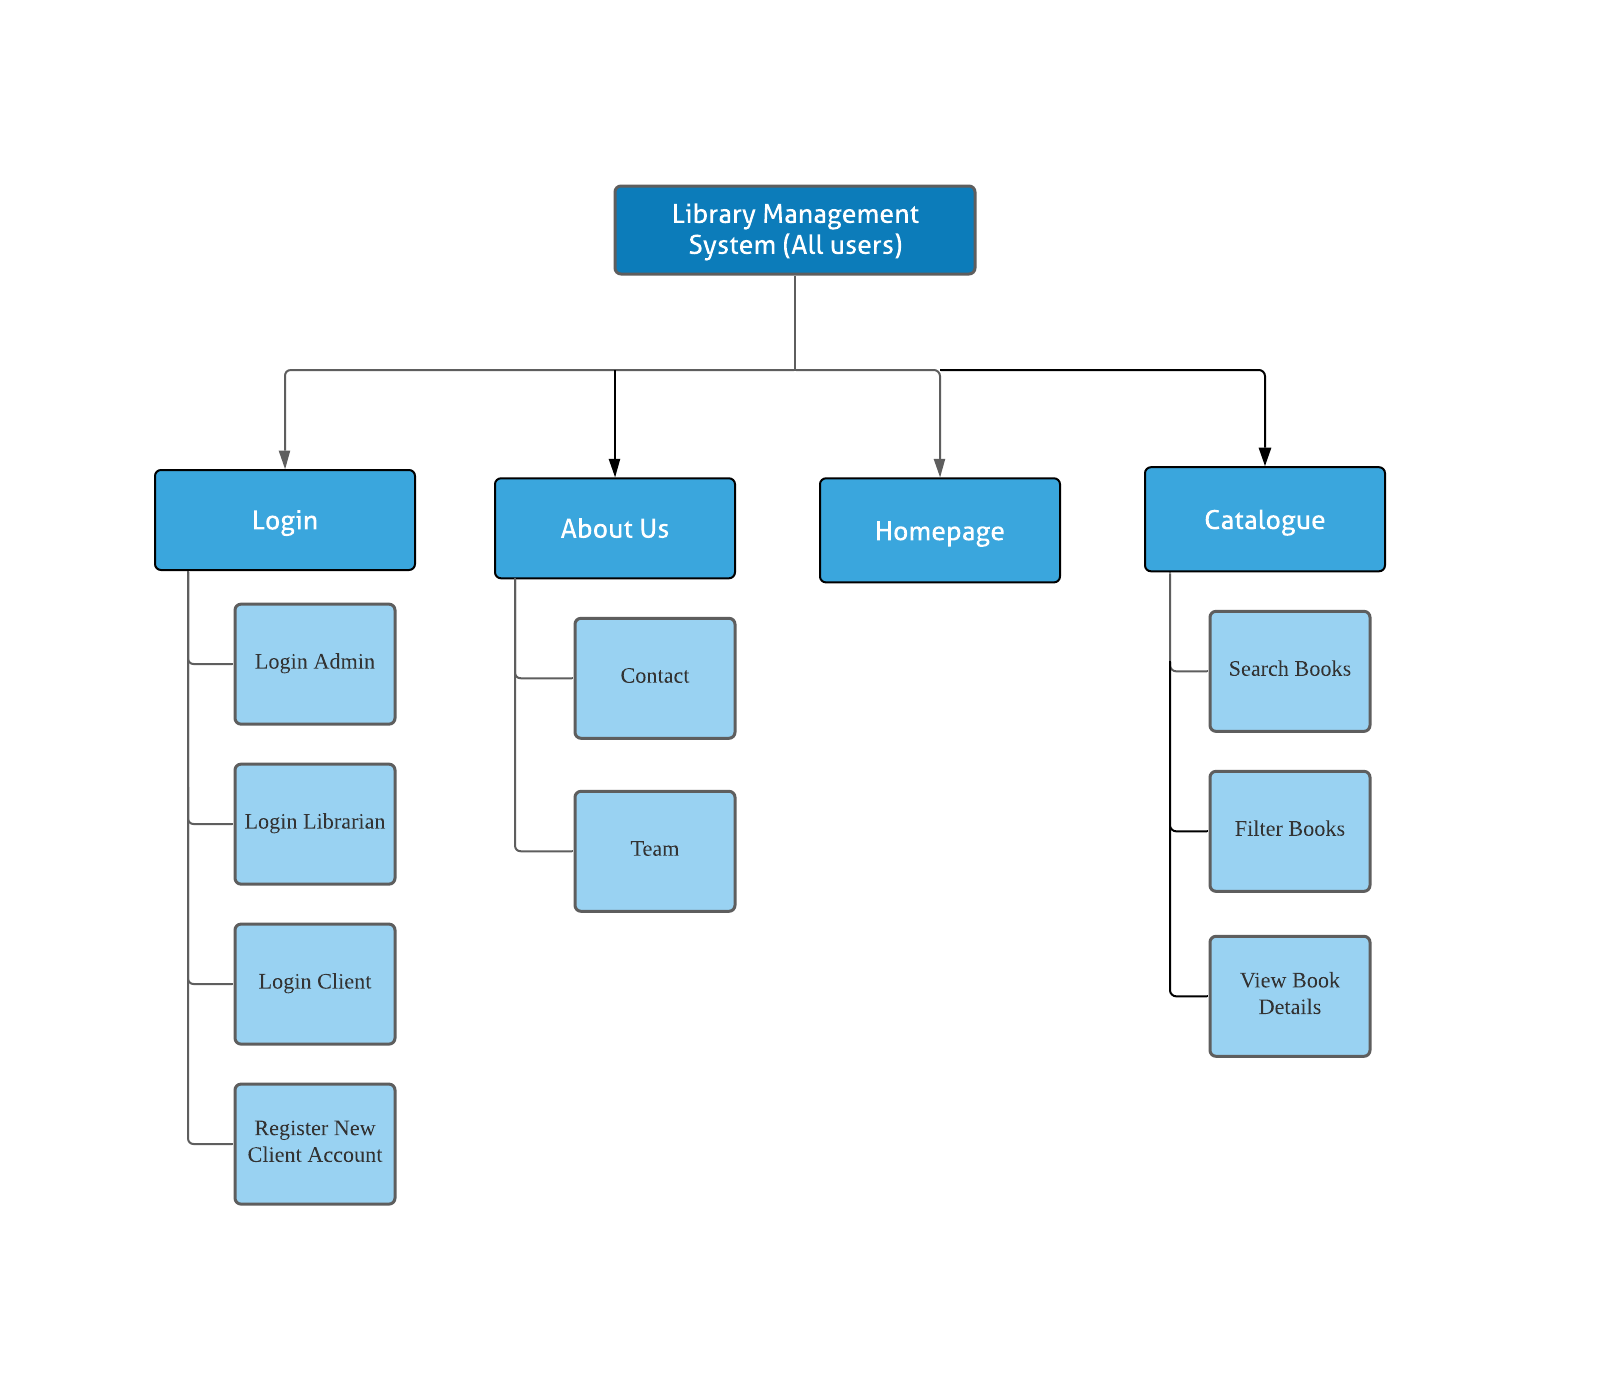 Library Management
System (All users)
Login
About Us
Homepage
Catalogue
Login Admin
Login Librarian
Login Client
Register New
Client Account
Contact
Team
Search Books
Filter Books
View Book
Details